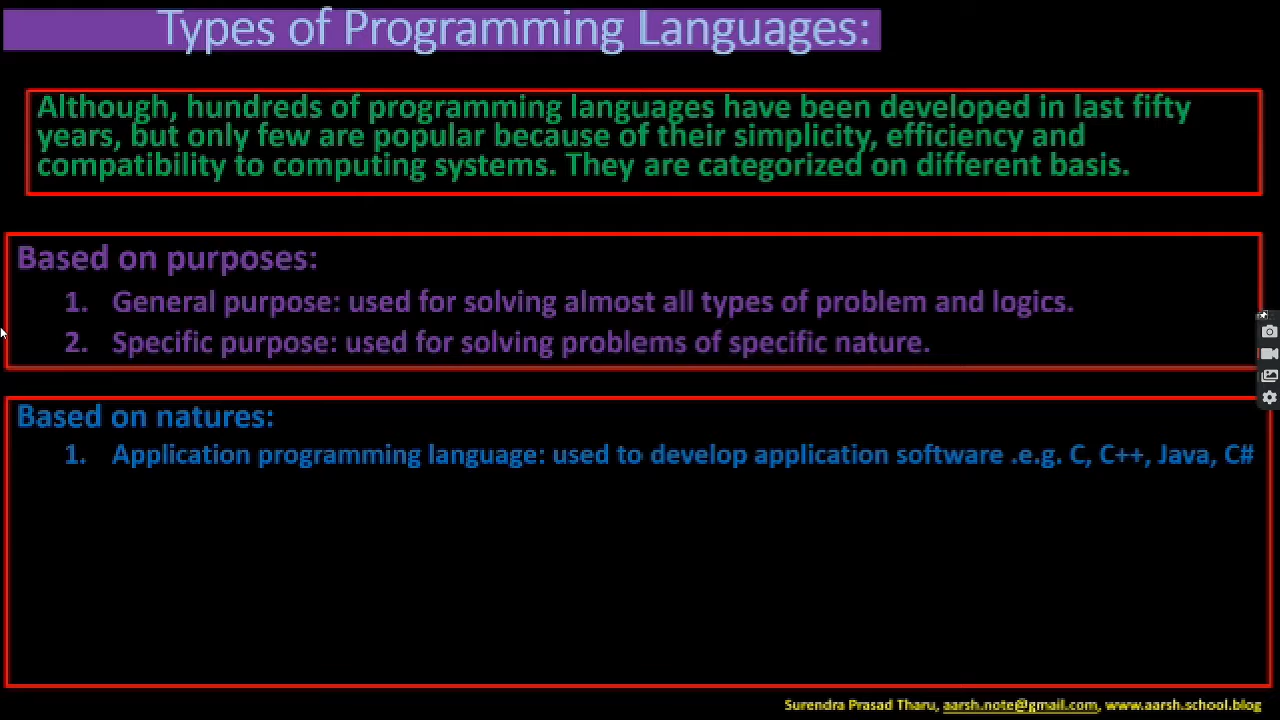 Types of Programming Languages:
Although, hundreds of programming languages have been developed in last fifty
years, but only few are popular because of their simplicity, efficiency and
compatibility to computing systems. They are categorized on different basis.
Based on purposes:
1. General purpose: used for solving almost all types of problem and logics.
2. Specific purpose: used for solving problems of specific nature.
Based on natures:
1. Application programming language: used to develop application software .e.g. C, C++, Java, C#
Surendra Prasad Tharu, aarsh.note@gmail.com, www.aarsh.school.blog